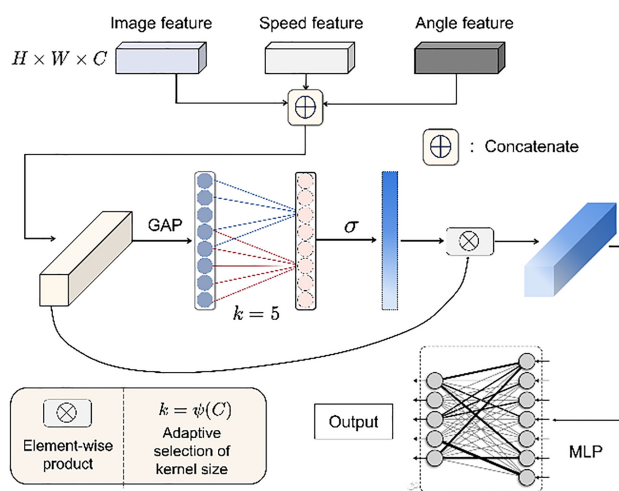 Image feature
Speed feature
Angle feature
H × W × C
: Concatenate
GAP
σ
k = 5
k = ψ(C)
Element-wise
product
Adaptive
selection of
kernel size
Output
MLP